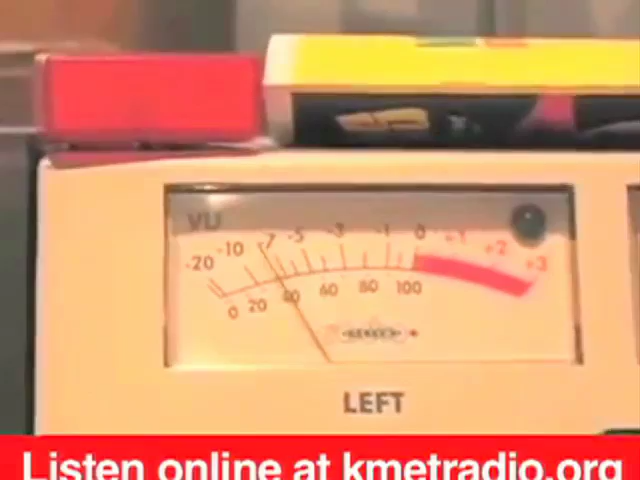 VU
-20 -10 -7 -5 -3 -1 0 +1 +2 +3
0 20 40 60 80 100
LEFT
Listen online at kmetradio.org